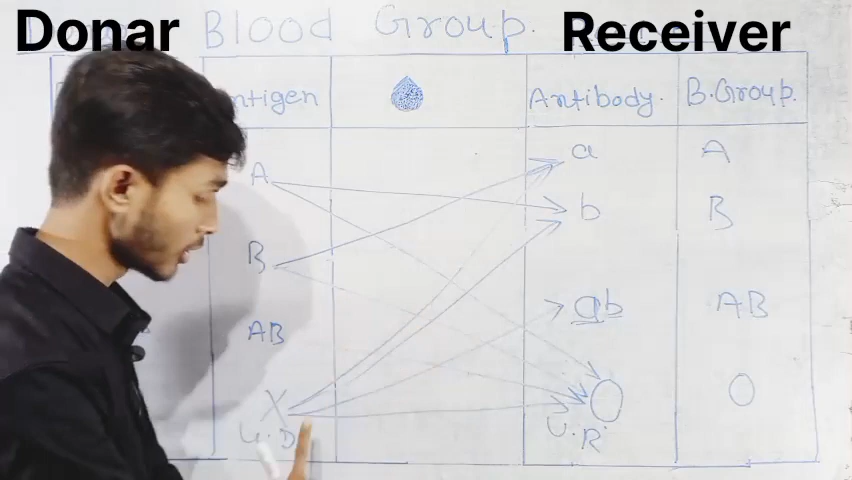 Donar Receiver
Blood Group.
ntigen Antibody. B.Group.
A a A
B b B
AB ab AB
X O O
U.D U.R